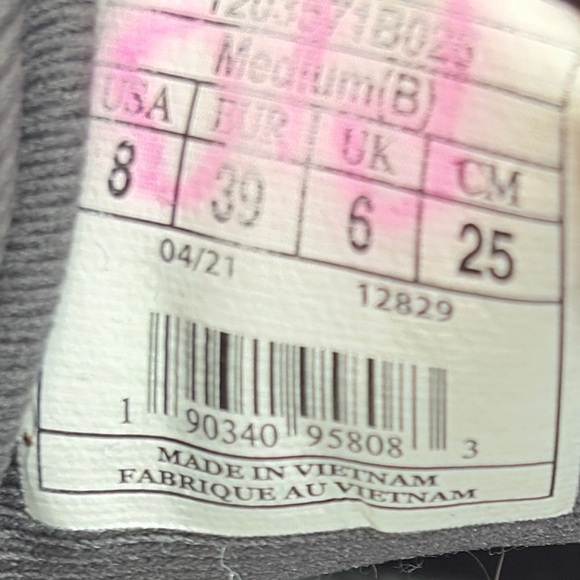 Medium(B)
USA EUR UK CM
8 39 6 25
04/21
12829
1 90340 95808 3
MADE IN VIETNAM
FABRIQUE AU VIETNAM